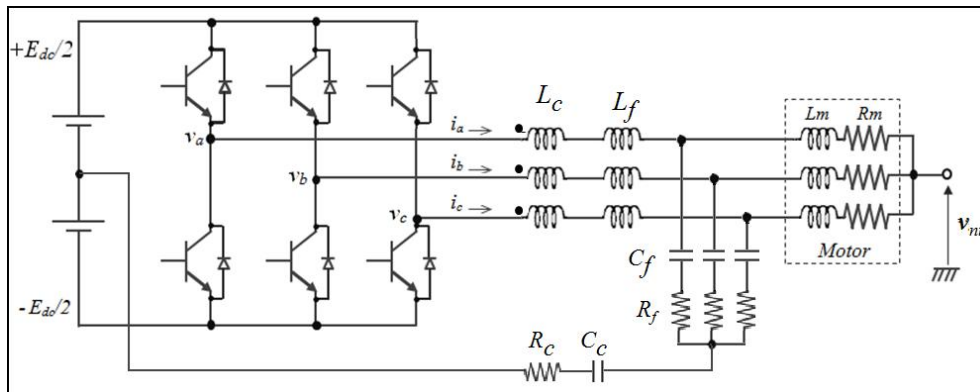 +E_dc/2
L_c
L_f
Lm
Rm
i_a
v_a
i_b
v_b
i_c
v_c
Motor
C_f
R_f
-E_dc/2
R_c
C_c